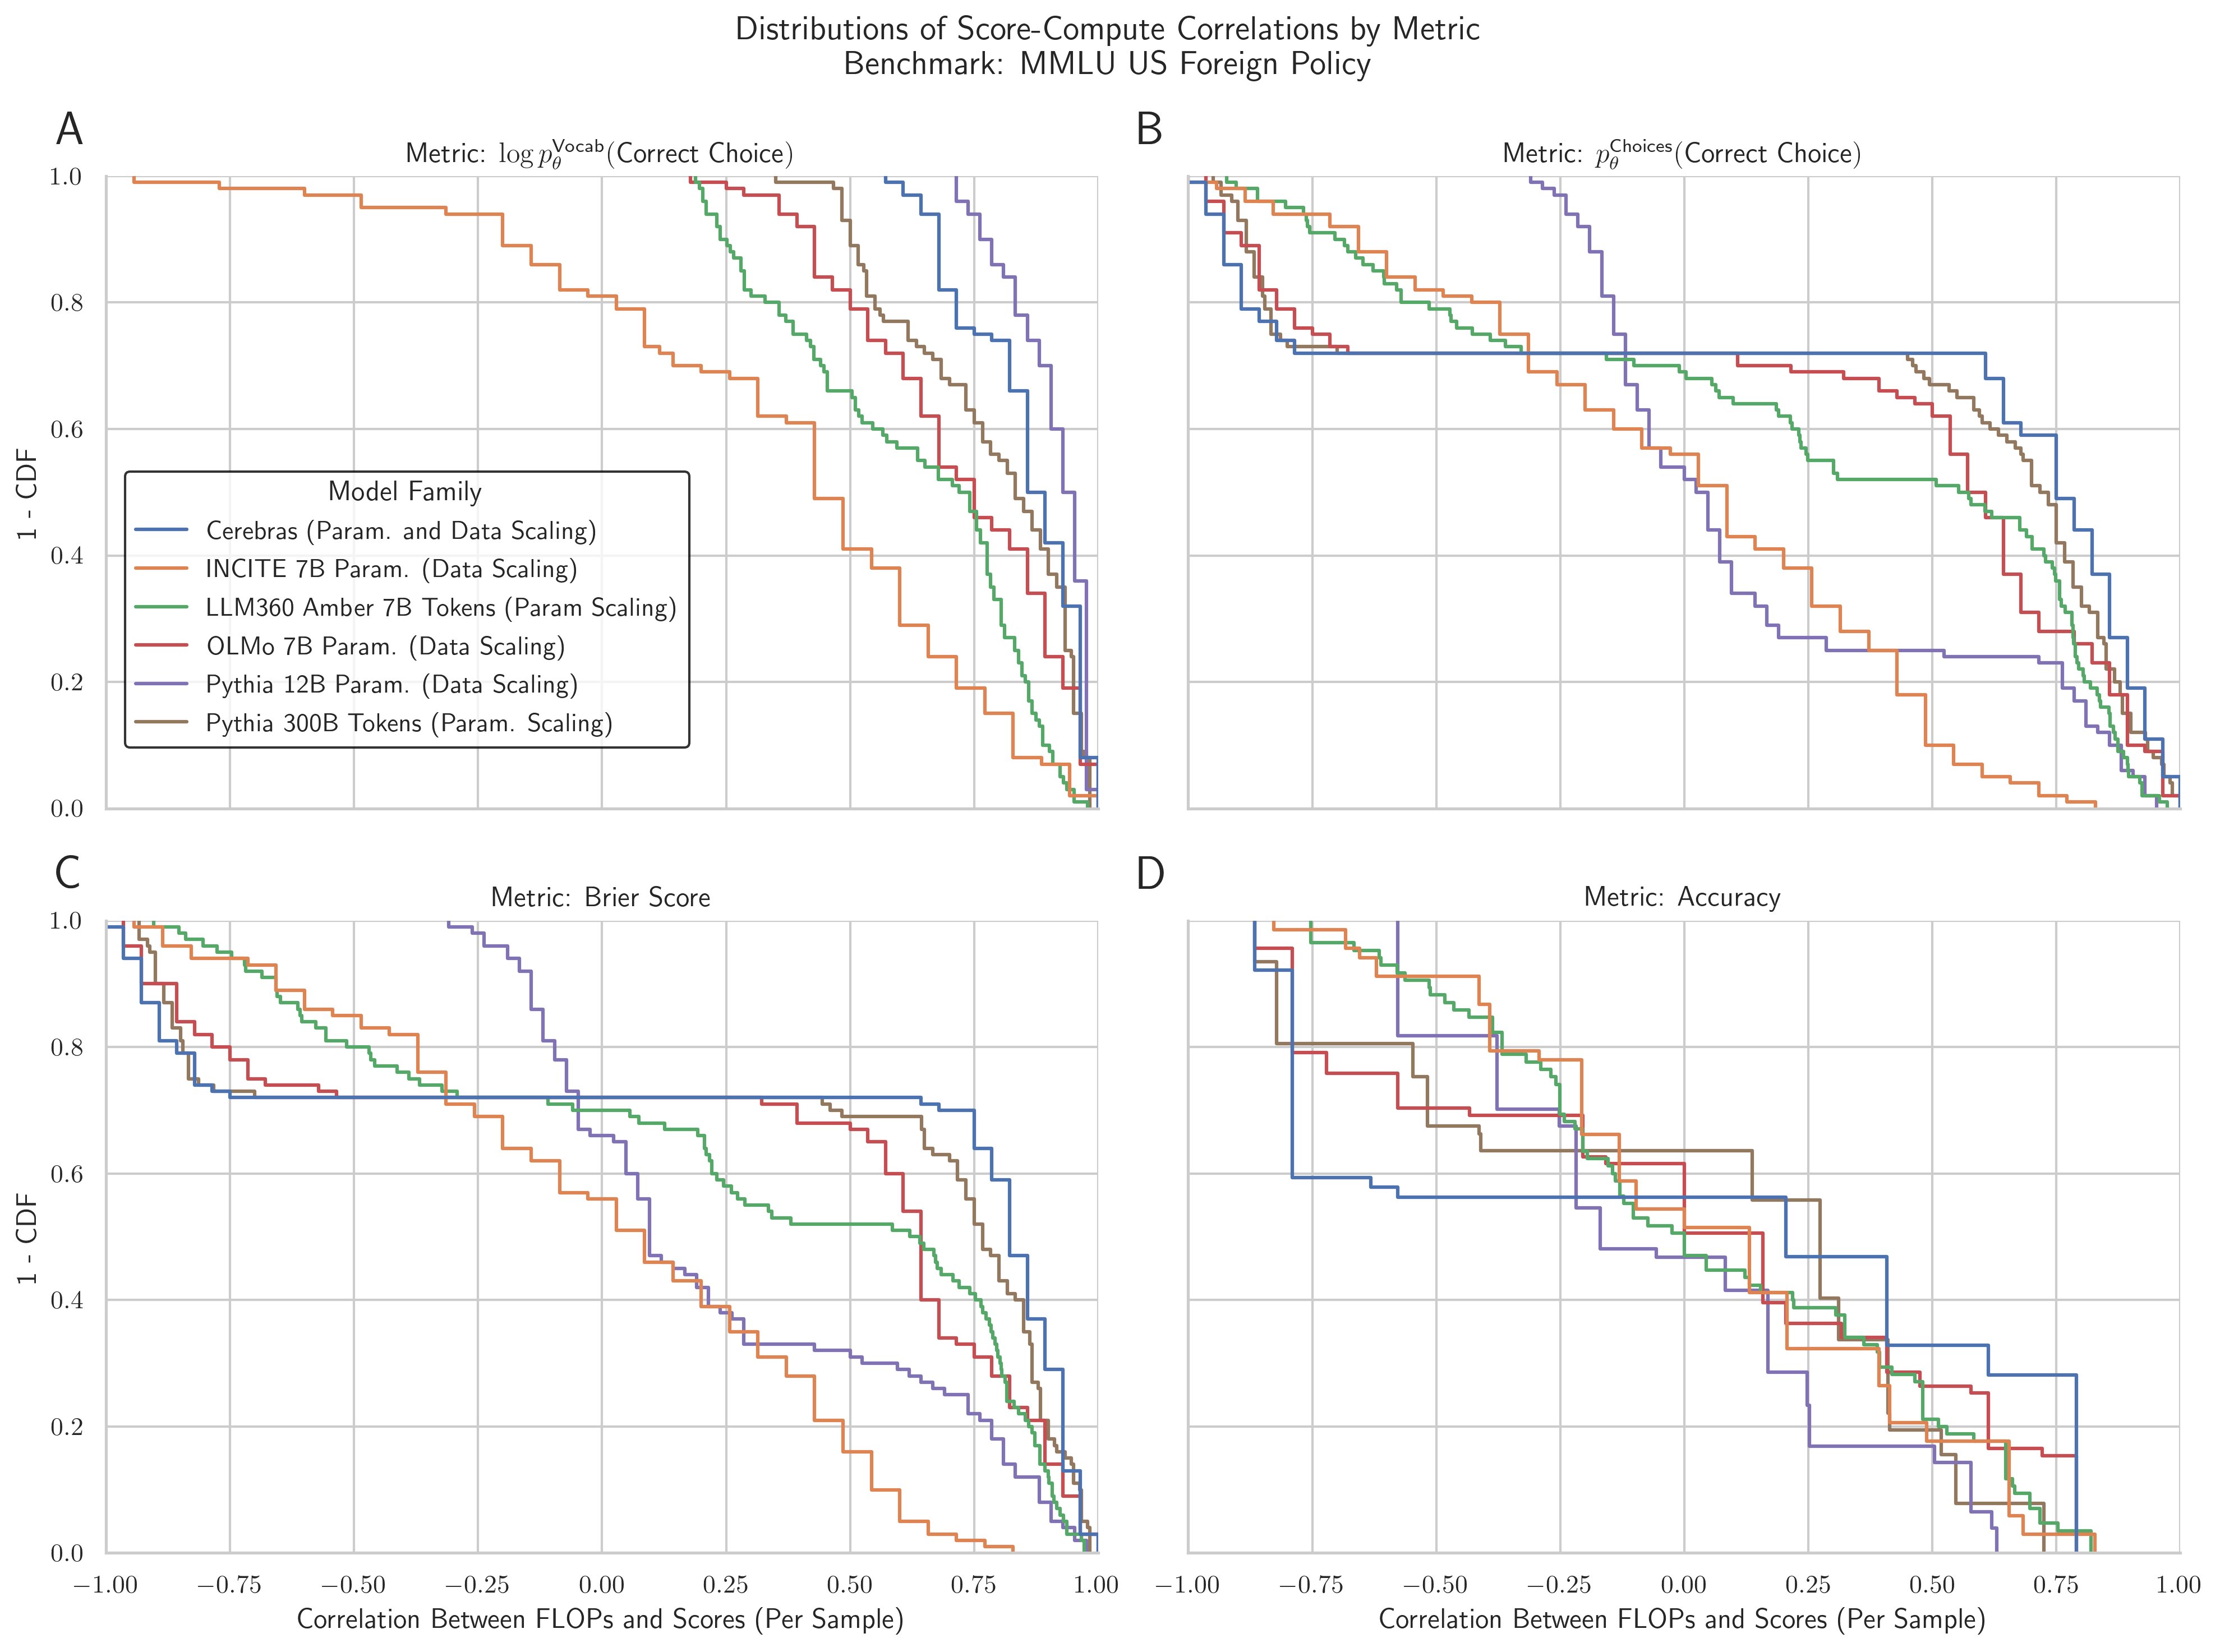 Distributions of Score-Compute Correlations by Metric
Benchmark: MMLU US Foreign Policy
A
Metric: log p_θ^Vocab(Correct Choice)
1.0
0.8
0.6
0.4
0.2
0.0
1 - CDF
Model Family
Cerebras (Param. and Data Scaling)
INCITE 7B Param. (Data Scaling)
LLM360 Amber 7B Tokens (Param Scaling)
OLMo 7B Param. (Data Scaling)
Pythia 12B Param. (Data Scaling)
Pythia 300B Tokens (Param. Scaling)
B
Metric: p_θ^Choices(Correct Choice)
C
Metric: Brier Score
1.0
0.8
0.6
0.4
0.2
0.0
1 - CDF
−1.00 −0.75 −0.50 −0.25 0.00 0.25 0.50 0.75 1.00
Correlation Between FLOPs and Scores (Per Sample)
D
Metric: Accuracy
−1.00 −0.75 −0.50 −0.25 0.00 0.25 0.50 0.75 1.00
Correlation Between FLOPs and Scores (Per Sample)